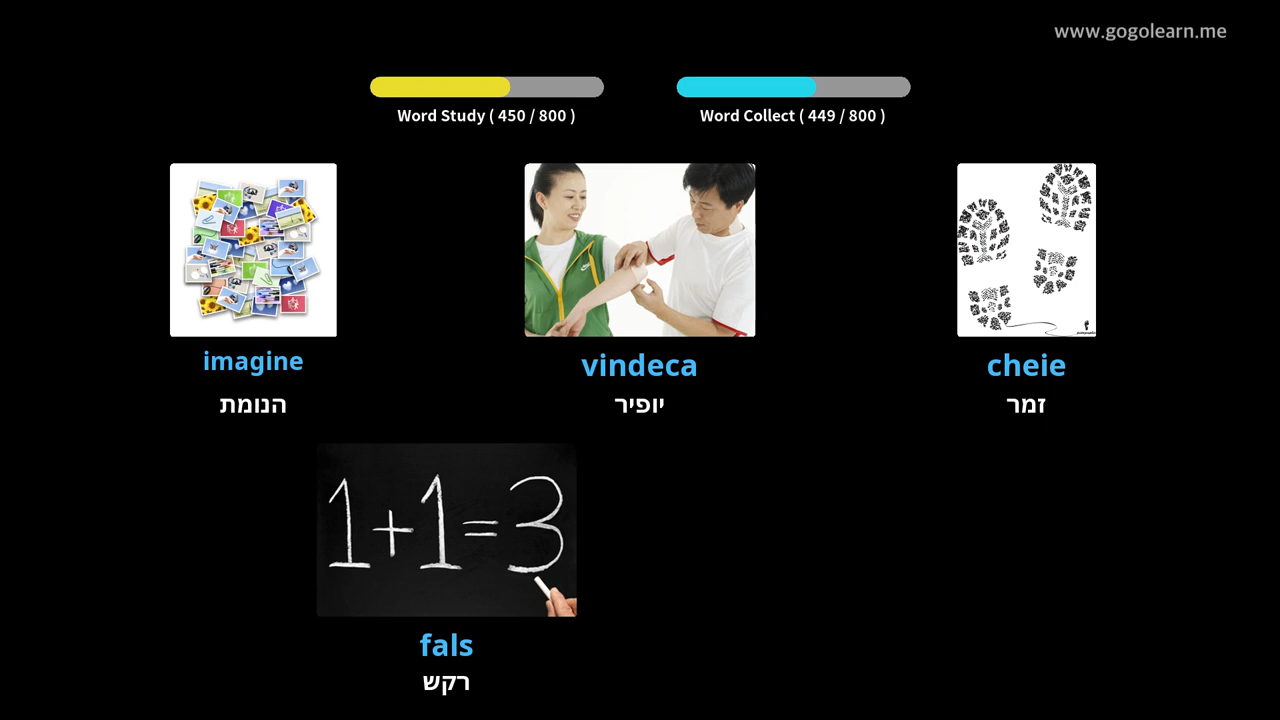 www.gogolearn.me
Word Study ( 450 / 800 )
Word Collect ( 449 / 800 )
imagine
vindeca
cheie
הנומת
יופיר
זמר
1+1=3
fals
רקש